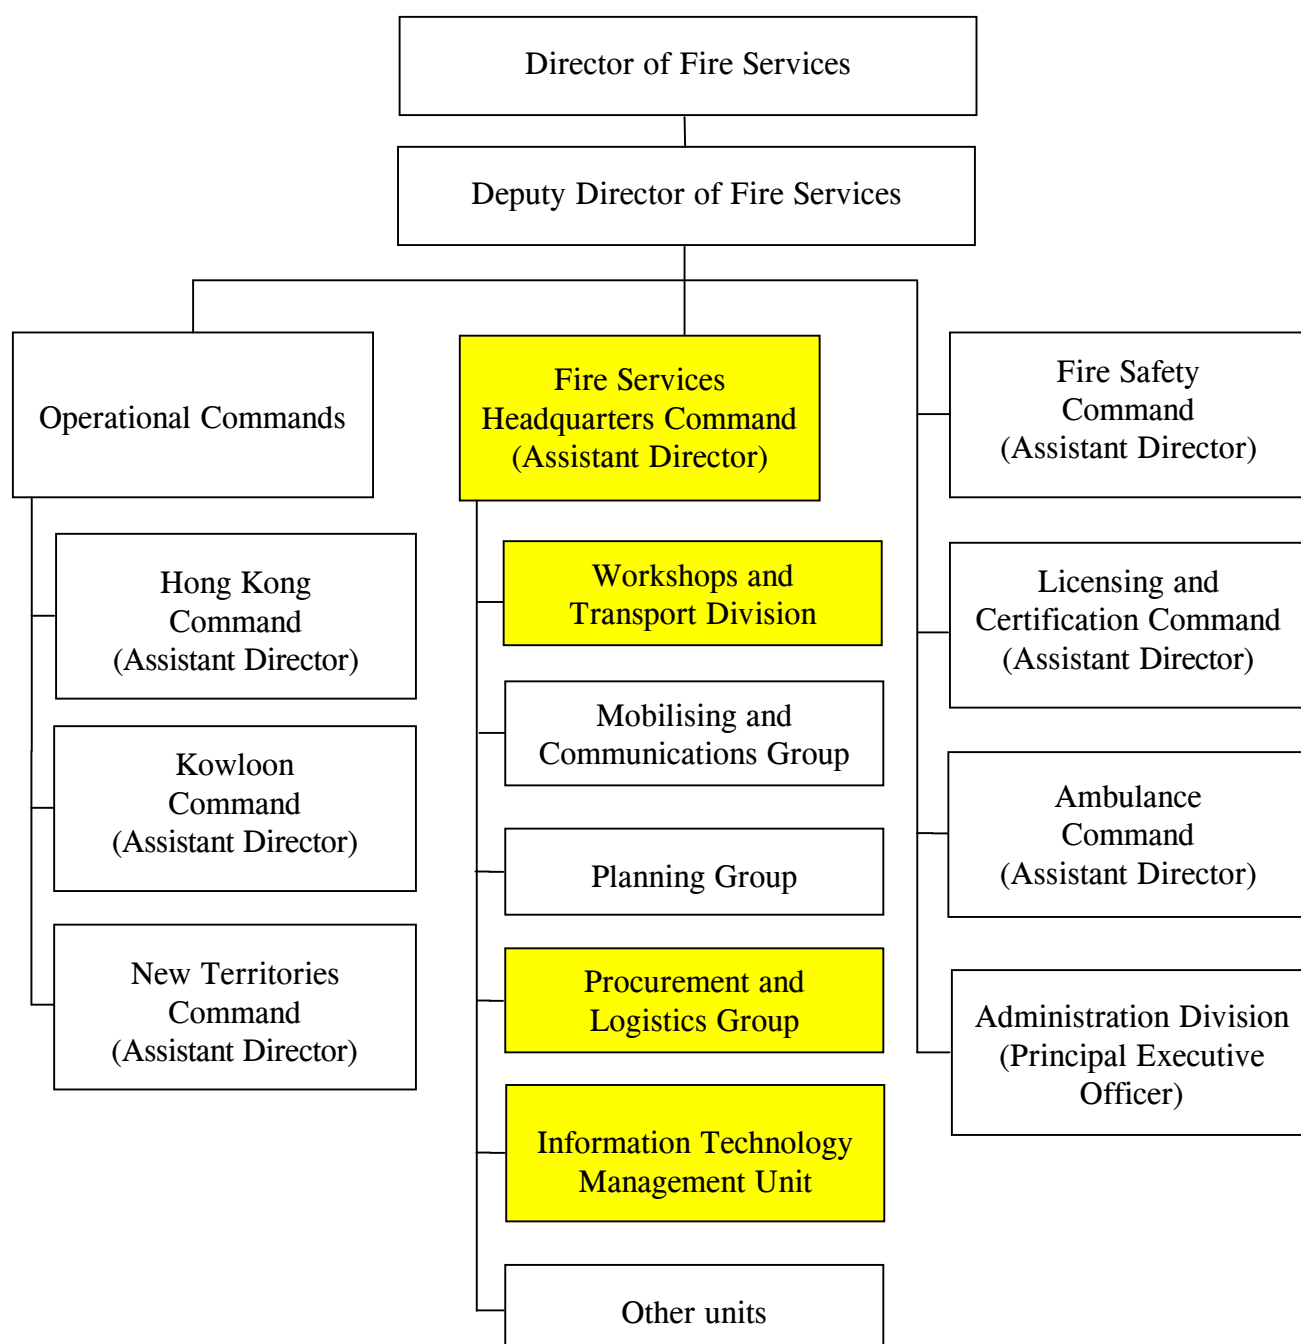 Director of Fire Services
Deputy Director of Fire Services
Operational Commands
Hong Kong
Command
(Assistant Director)
Kowloon
Command
(Assistant Director)
New Territories
Command
(Assistant Director)
Fire Services
Headquarters Command
(Assistant Director)
Workshops and
Transport Division
Mobilising and
Communications Group
Planning Group
Procurement and
Logistics Group
Information Technology
Management Unit
Other units
Fire Safety
Command
(Assistant Director)
Licensing and
Certification Command
(Assistant Director)
Ambulance
Command
(Assistant Director)
Administration Division
(Principal Executive
Officer)